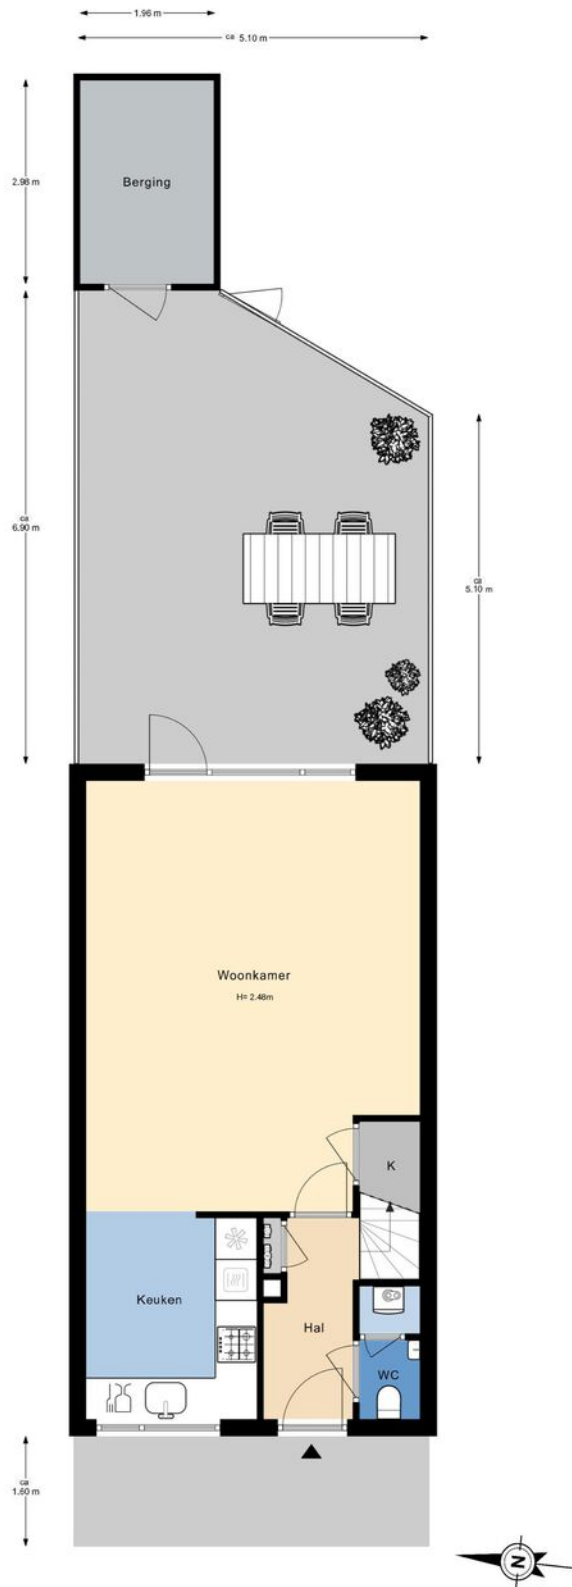 1.96 m
ca 5.10 m
2.98 m
Berging
ca
6.90 m
ca
5.10 m
Woonkamer
H= 2.48m
K
Keuken
Hal
WC
ca
1.60 m
N